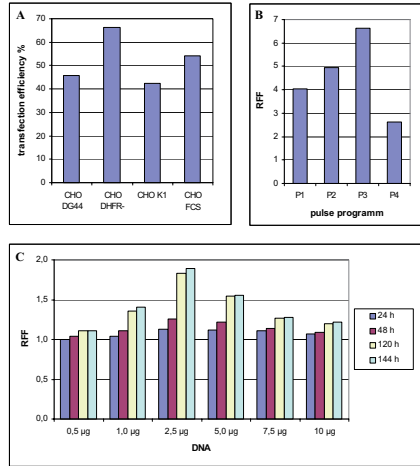 A
transfection efficiency %
70
60
50
40
30
20
10
0
CHO DG44
CHO DHFR-
CHO K1
CHO FCS
B
RFF
7
6
5
4
3
2
1
0
P1 P2 P3 P4
pulse programm
C
RFF
2,0
1,5
1,0
0,5
0,0
0,5 µg 1,0 µg 2,5 µg 5,0 µg 7,5 µg 10 µg
DNA
24 h
48 h
120 h
144 h